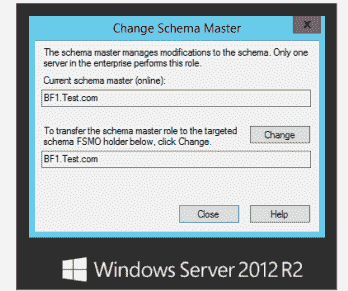 Change Schema Master
x
The schema master manages modifications to the schema. Only one
server in the enterprise performs this role.
Current schema master (online):
BF1.Test.com
To transfer the schema master role to the targeted
schema FSMO holder below, click Change.
Change
BF1.Test.com
Close
Help
Windows Server 2012 R2